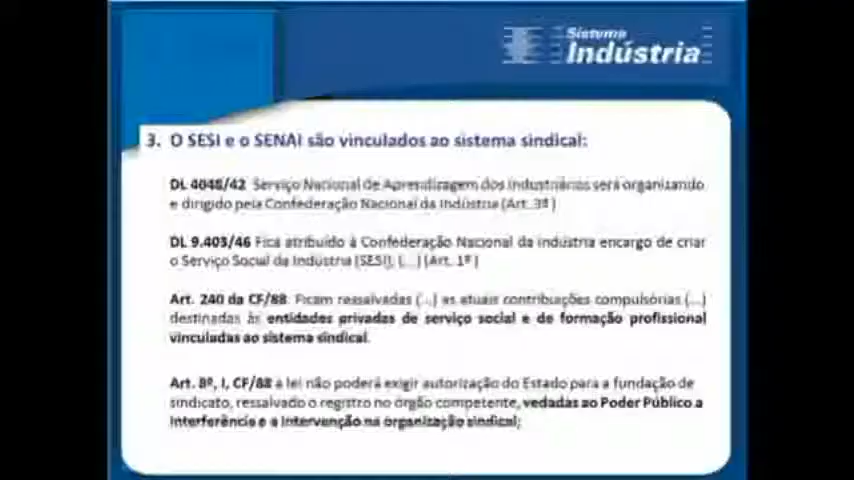 Sistema
Indústria
3. O SESI e o SENAI são vinculados ao sistema sindical:
DL 4048/42 Serviço Nacional de Aprendizagem dos Industriários será organizando
e dirigido pela Confederação Nacional da Indústria (Art. 3º)
DL 9.403/46 Fica atribuído à Confederação Nacional da Indústria encargo de criar
o Serviço Social da Indústria (SESI), (...) (Art. 1º)
Art. 240 da CF/88. Ficam ressalvadas (...) as atuais contribuições compulsórias (...)
destinadas às entidades privadas de serviço social e de formação profissional
vinculadas ao sistema sindical.
Art. 8º, I, CF/88 a lei não poderá exigir autorização do Estado para a fundação de
sindicato, ressalvado o registro no órgão competente, vedadas ao Poder Público a
interferência e a intervenção na organização sindical;